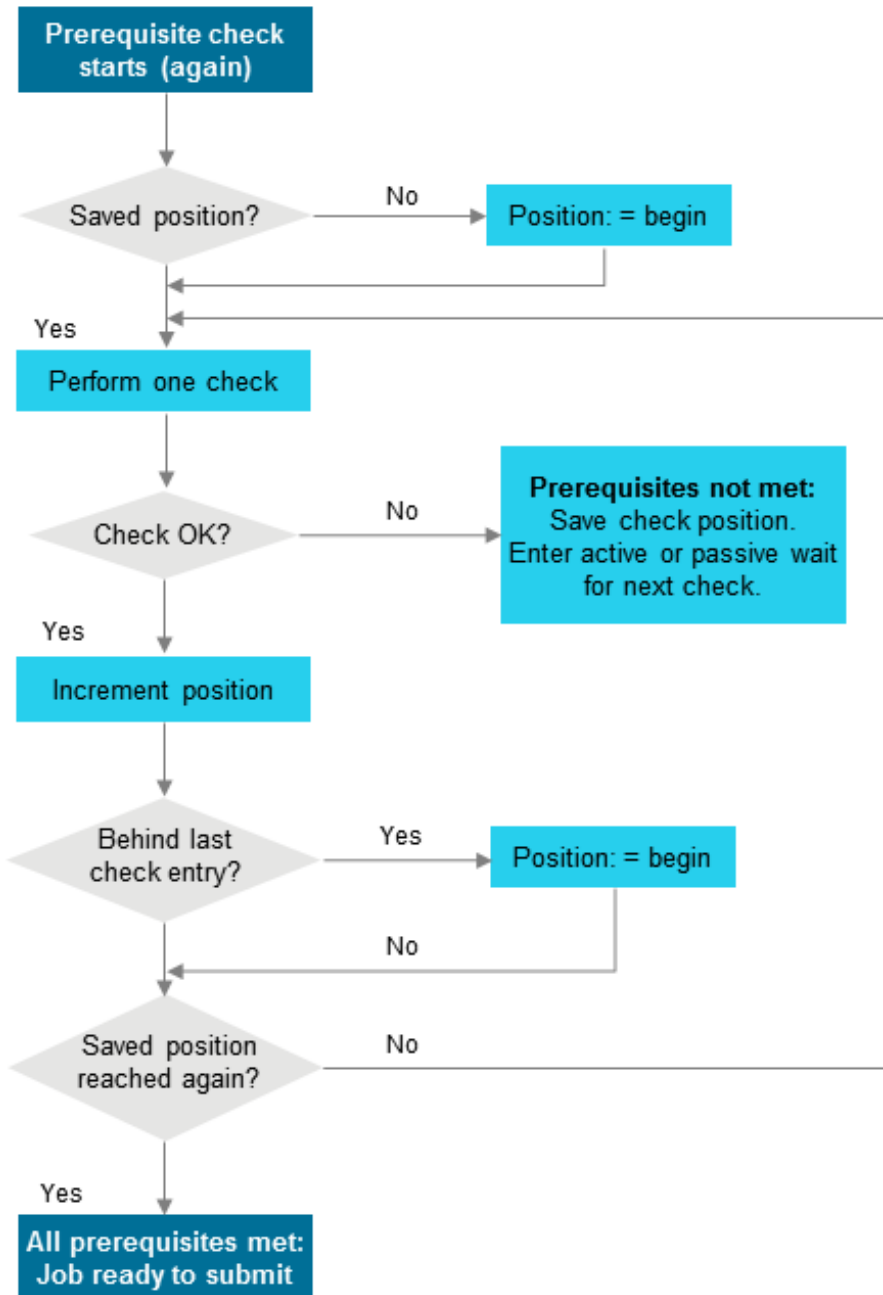 Prerequisite check
starts (again)
Saved position?
No
Position: = begin
Yes
Perform one check
Check OK?
No
Prerequisites not met:
Save check position.
Enter active or passive wait
for next check.
Yes
Increment position
Behind last
check entry?
Yes
Position: = begin
No
Saved position
reached again?
No
Yes
All prerequisites met:
Job ready to submit